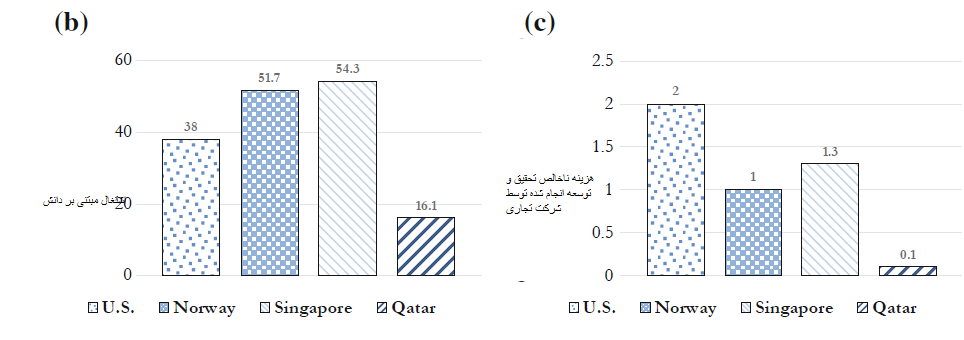 (b)
60
40
20
0
38
51.7
54.3
16.1
مبتنی بر دانش
U.S. Norway Singapore Qatar
(c)
2.5
2
1.5
1
0.5
0
2
1
1.3
0.1
هزینه ناخالص تحقیق و
توسعه انجام شده توسط
شرکت تجاری
U.S. Norway Singapore Qatar